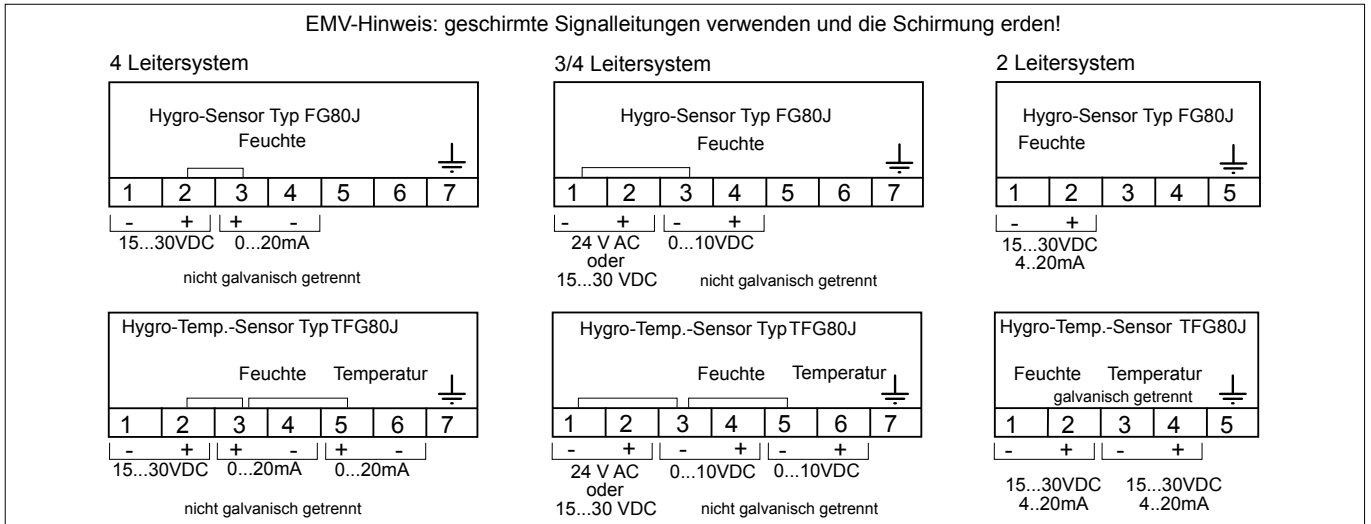 EMV-Hinweis: geschirmte Signalleitungen verwenden und die Schirmung erden!
4 Leitersystem
Hygro-Sensor Typ FG80J
Feuchte
1 2 3 4 5 6 7
- + + -
15...30VDC 0...20mA
nicht galvanisch getrennt
3/4 Leitersystem
Hygro-Sensor Typ FG80J
Feuchte
1 2 3 4 5 6 7
- + - +
24 V AC 0...10VDC
oder
15...30 VDC nicht galvanisch getrennt
2 Leitersystem
Hygro-Sensor Typ FG80J
Feuchte
1 2 3 4 5
- +
15...30VDC
4..20mA
Hygro-Temp.-Sensor Typ TFG80J
Feuchte Temperatur
1 2 3 4 5 6 7
- + + - + -
15...30VDC 0...20mA 0...20mA
nicht galvanisch getrennt
Hygro-Temp.-Sensor Typ TFG80J
Feuchte Temperatur
1 2 3 4 5 6 7
- + - + - +
24 V AC 0...10VDC 0...10VDC
oder
15...30 VDC nicht galvanisch getrennt
Hygro-Temp.-Sensor TFG80J
Feuchte Temperatur
galvanisch getrennt
1 2 3 4 5
- + - +
15...30VDC 15...30VDC
4..20mA 4..20mA